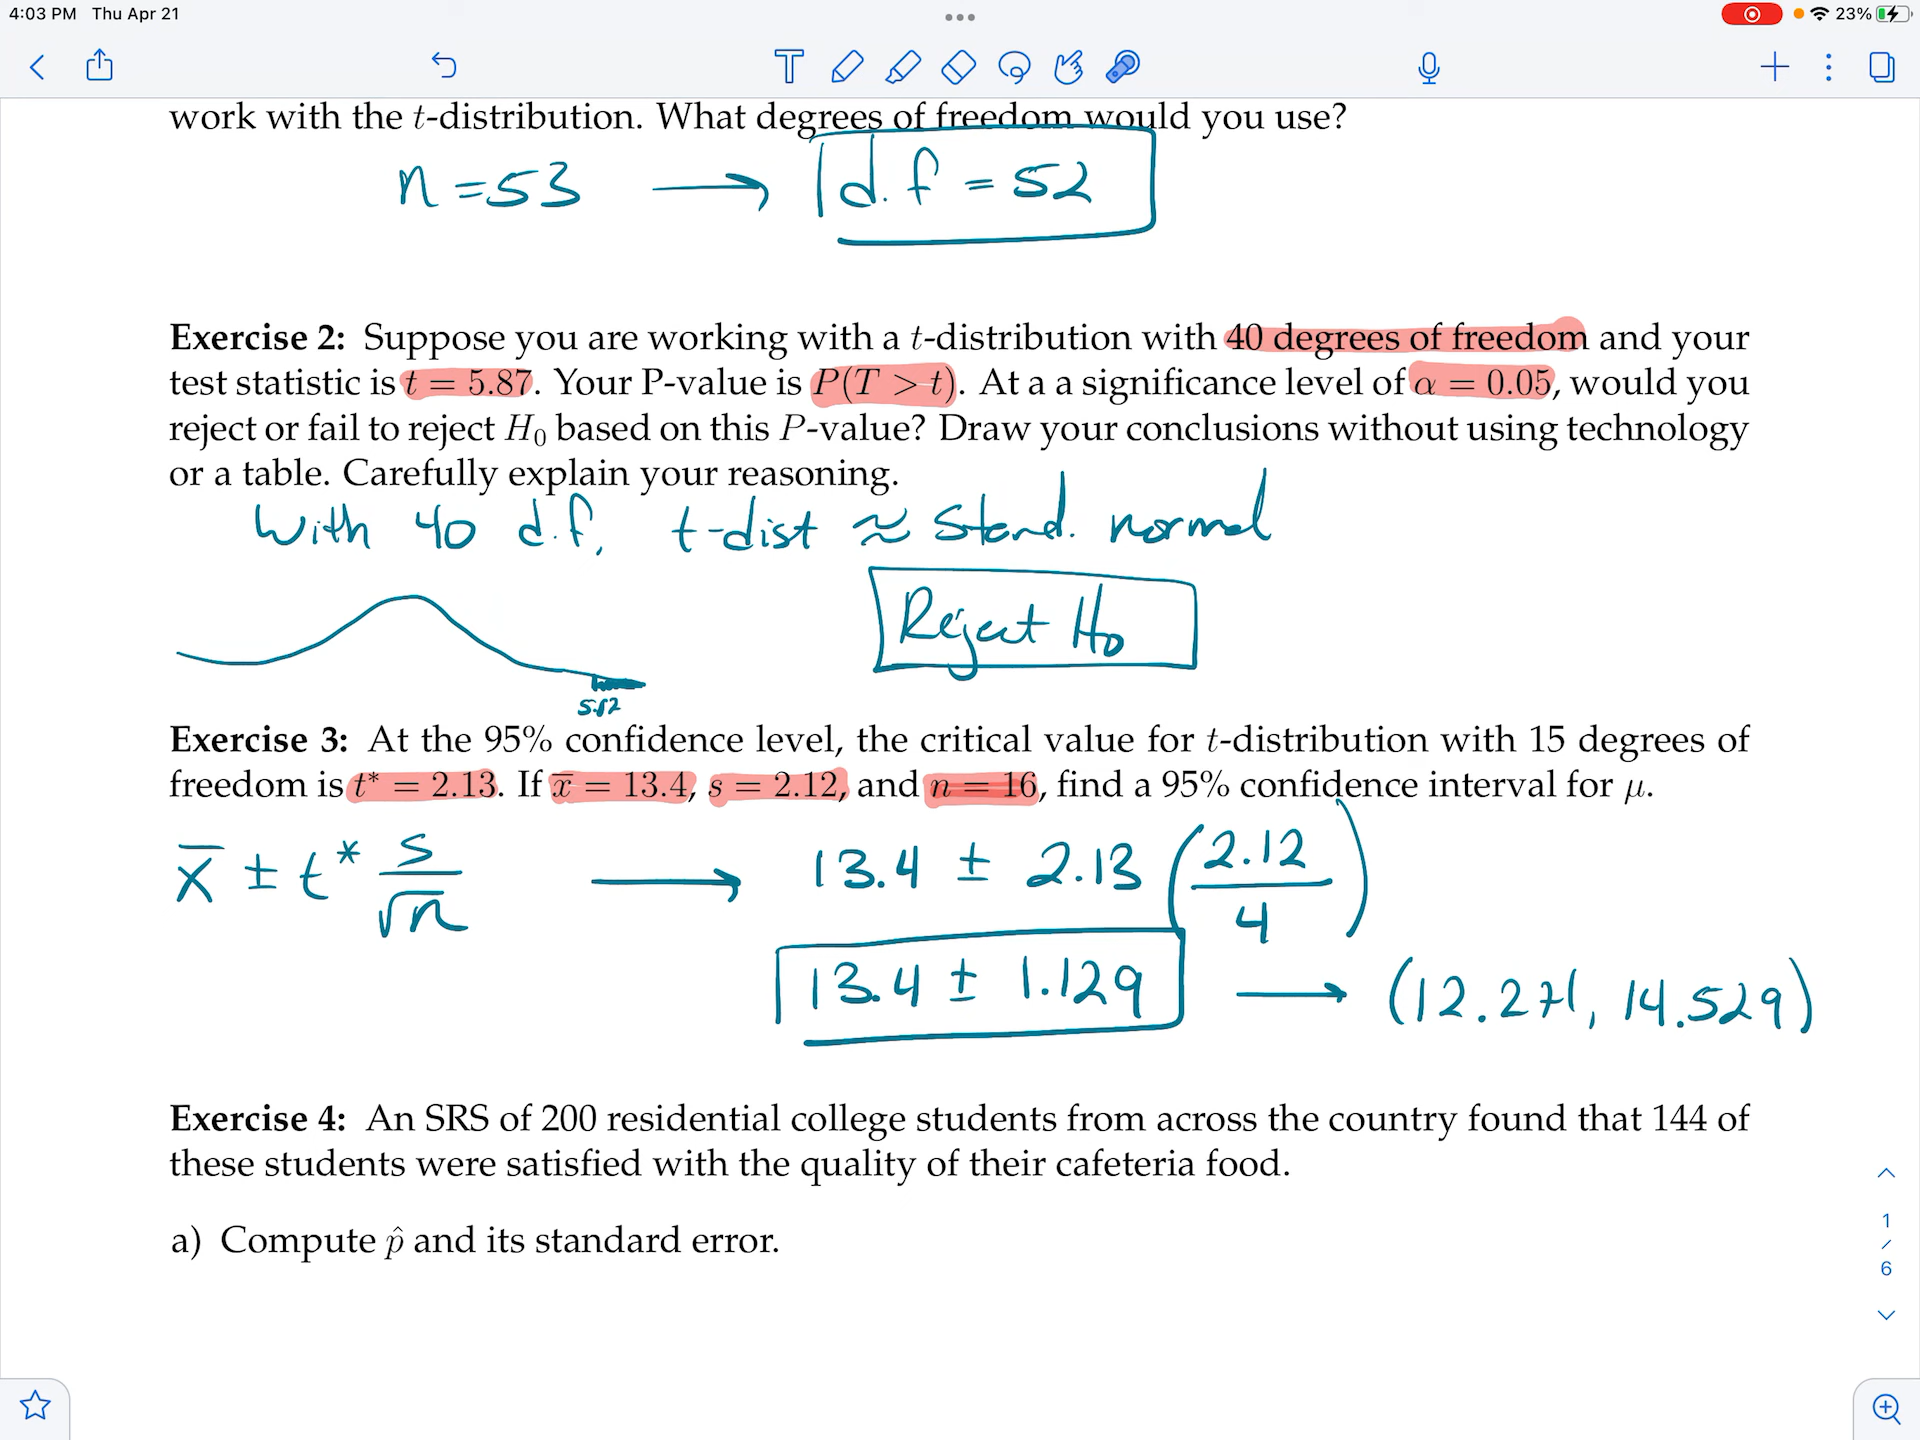 4:03 PM Thu Apr 21
23%
work with the t-distribution. What degrees of freedom would you use?
n = 53 → d.f = 52
Exercise 2: Suppose you are working with a t-distribution with 40 degrees of freedom and your
test statistic is t = 5.87. Your P-value is P(T > t). At a a significance level of α = 0.05, would you
reject or fail to reject H₀ based on this P-value? Draw your conclusions without using technology
or a table. Carefully explain your reasoning.
With 40 d.f, t-dist ≈ Stand. normal
Reject H₀
Exercise 3: At the 95% confidence level, the critical value for t-distribution with 15 degrees of
freedom is t* = 2.13. If x̅ = 13.4, s = 2.12, and n = 16, find a 95% confidence interval for μ.
x̅ ± t* s/√n → 13.4 ± 2.13 (2.12/4)
13.4 ± 1.129 → (12.271, 14.529)
Exercise 4: An SRS of 200 residential college students from across the country found that 144 of
these students were satisfied with the quality of their cafeteria food.
a) Compute p̂ and its standard error.
1
/
6